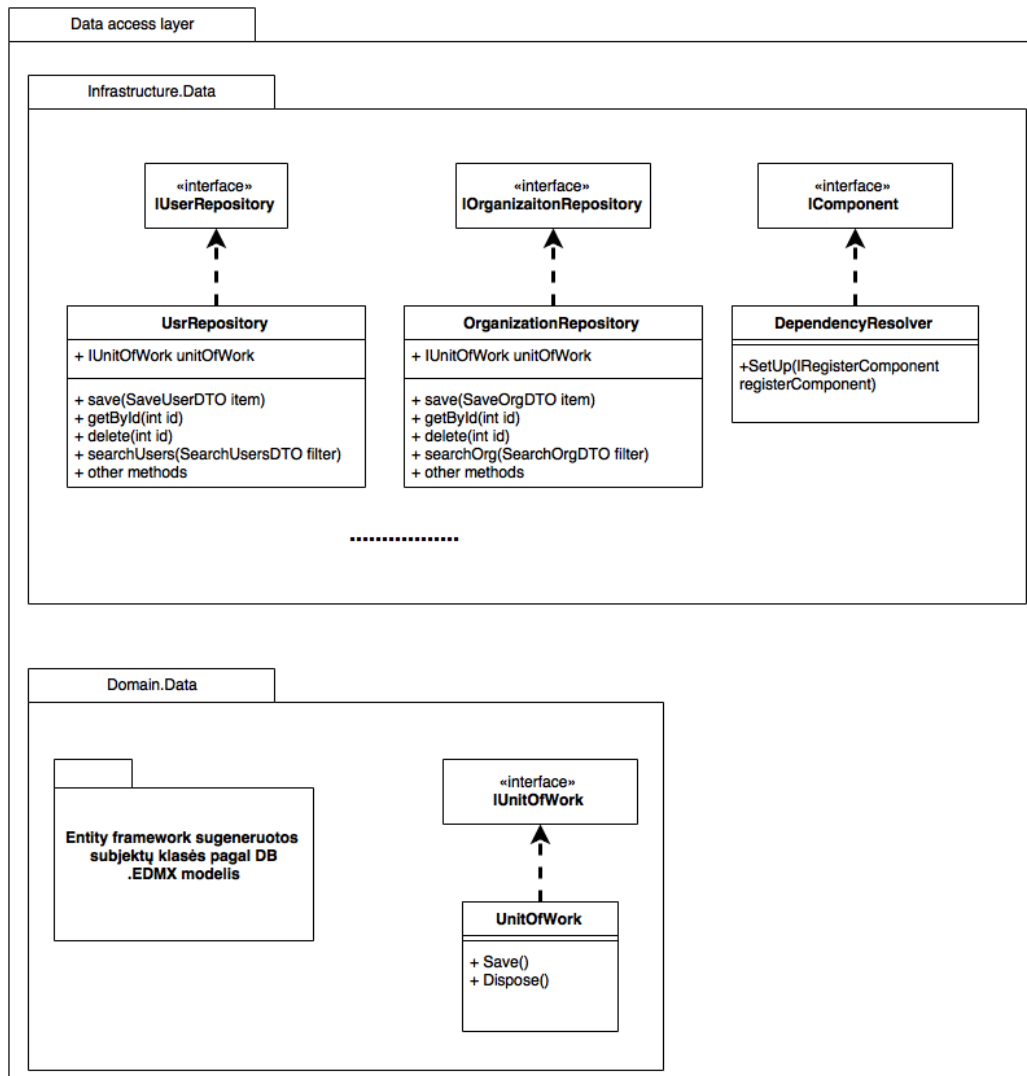 Data access layer
Infrastructure.Data
«interface»
IUserRepository
«interface»
IOrganizaitonRepository
«interface»
IComponent
UsrRepository
+ IUnitOfWork unitOfWork
+ save(SaveUserDTO item)
+ getById(int id)
+ delete(int id)
+ searchUsers(SearchUsersDTO filter)
+ other methods
OrganizationRepository
+ IUnitOfWork unitOfWork
+ save(SaveOrgDTO item)
+ getById(int id)
+ delete(int id)
+ searchOrg(SearchOrgDTO filter)
+ other methods
DependencyResolver
+SetUp(IRegisterComponent
registerComponent)
Domain.Data
Entity framework sugeneruotos
subjektų klasės pagal DB
.EDMX modelis
«interface»
IUnitOfWork
UnitOfWork
+ Save()
+ Dispose()